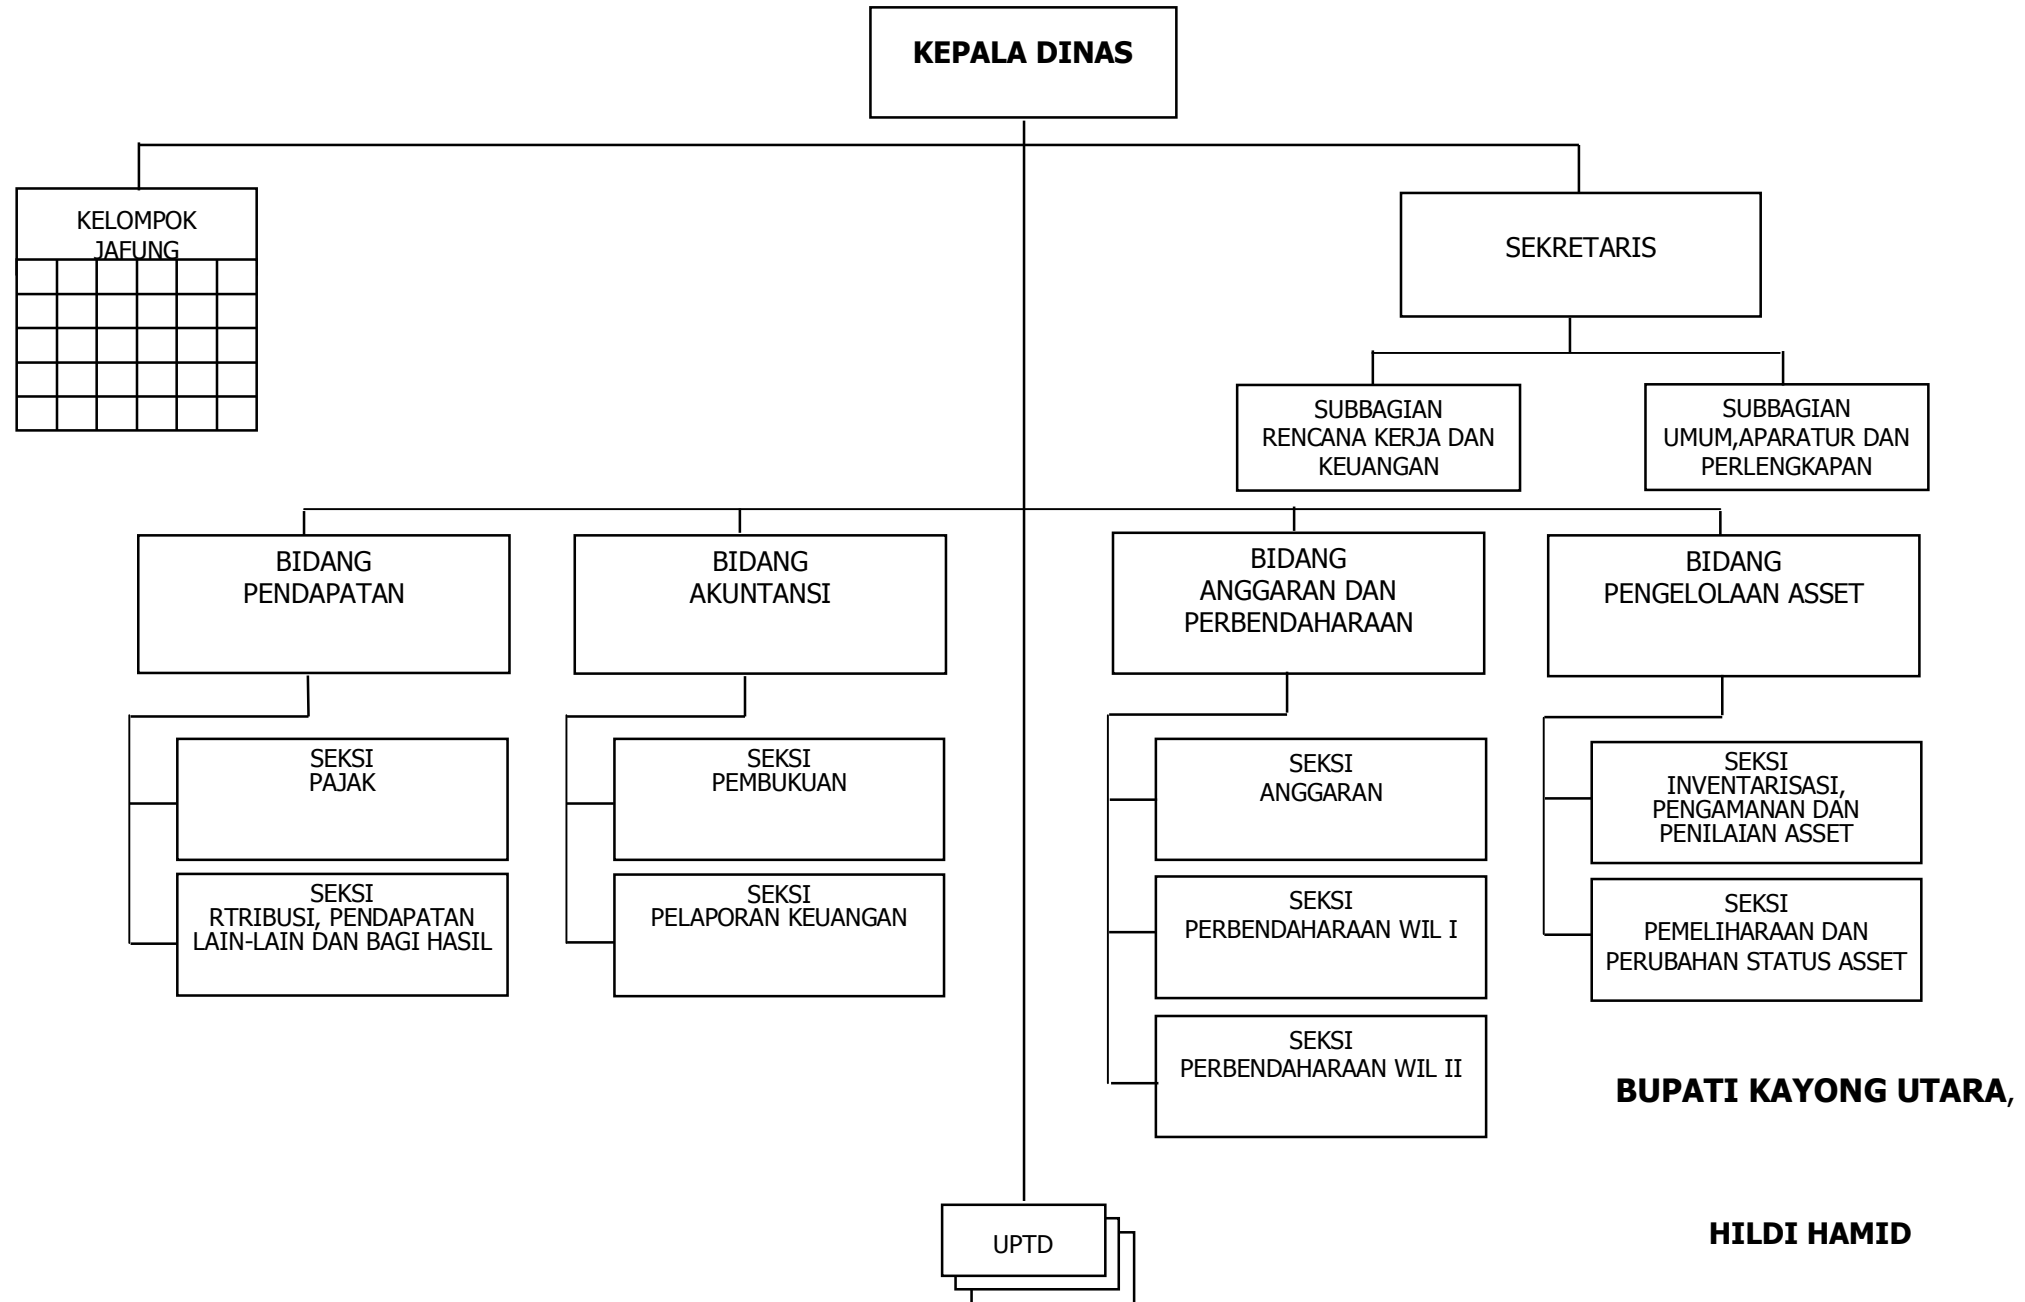 KEPALA DINAS
KELOMPOK
JAFUNG
SEKRETARIS
SUBBAGIAN
RENCANA KERJA DAN
KEUANGAN
SUBBAGIAN
UMUM,APARATUR DAN
PERLENGKAPAN
BIDANG
PENDAPATAN
BIDANG
AKUNTANSI
BIDANG
ANGGARAN DAN
PERBENDAHARAAN
BIDANG
PENGELOLAAN ASSET
SEKSI
PAJAK
SEKSI
PEMBUKUAN
SEKSI
ANGGARAN
SEKSI
INVENTARISASI,
PENGAMANAN DAN
PENILAIAN ASSET
SEKSI
RTRIBUSI, PENDAPATAN
LAIN-LAIN DAN BAGI HASIL
SEKSI
PELAPORAN KEUANGAN
SEKSI
PERBENDAHARAAN WIL I
SEKSI
PEMELIHARAAN DAN
PERUBAHAN STATUS ASSET
SEKSI
PERBENDAHARAAN WIL II
BUPATI KAYONG UTARA,
UPTD
HILDI HAMID